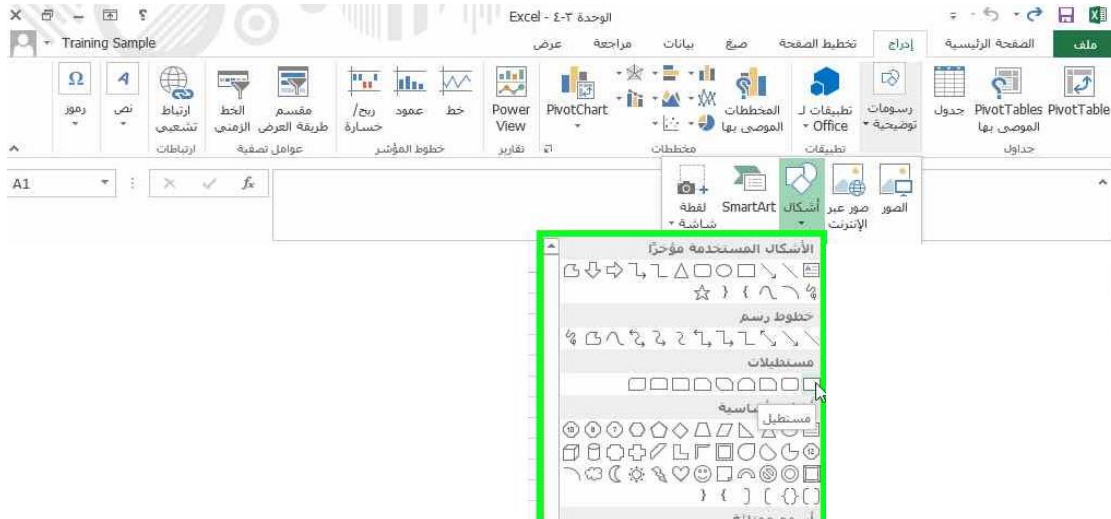 الوحدة ٣-٤ - Excel
ملف الصفحة الرئيسية إدراج تخطيط الصفحة صيغ بيانات مراجعة عرض Training Sample
PivotTable PivotTables الموصى بها جدول
رسومات توضيحية
تطبيقات لـ Office
المخططات الموصى بها
PivotChart
Power View
خط عمود ربح/خسارة
مقسم طريقة العرض الخط الزمني
ارتباط تشعبي
نص رموز
جداول تطبيقات مخططات تقارير خطوط المؤشر عوامل تصفية ارتباطات
A1 fx
الصور صور عبر الإنترنت أشكال SmartArt لقطة شاشة
الأشكال المستخدمة مؤخرًا
خطوط رسم
مستطيلات
مستطيل